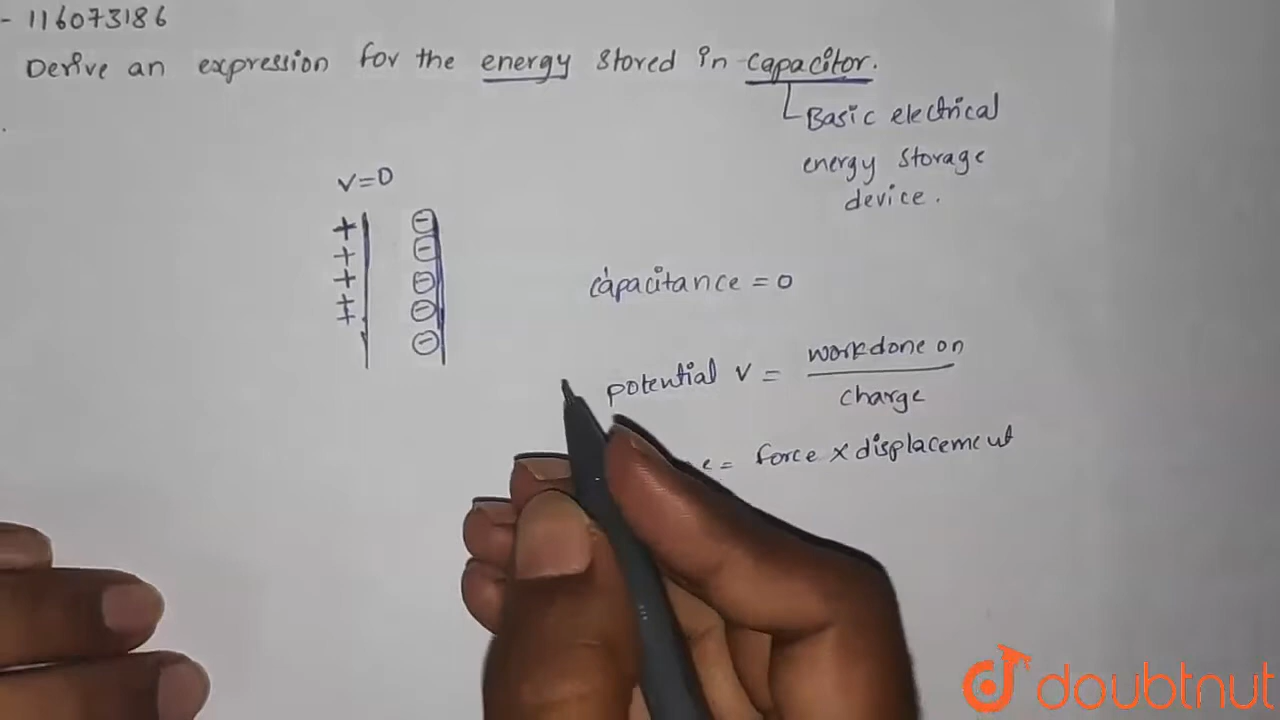 - 116073186
Derive an expression for the energy stored in capacitor.
Basic electrical
energy storage
device.
V=0
+ -
+ -
+ -
+ -
-
capacitance = 0
potential V = workdone on
charge
e = force x displacement
doubtnut